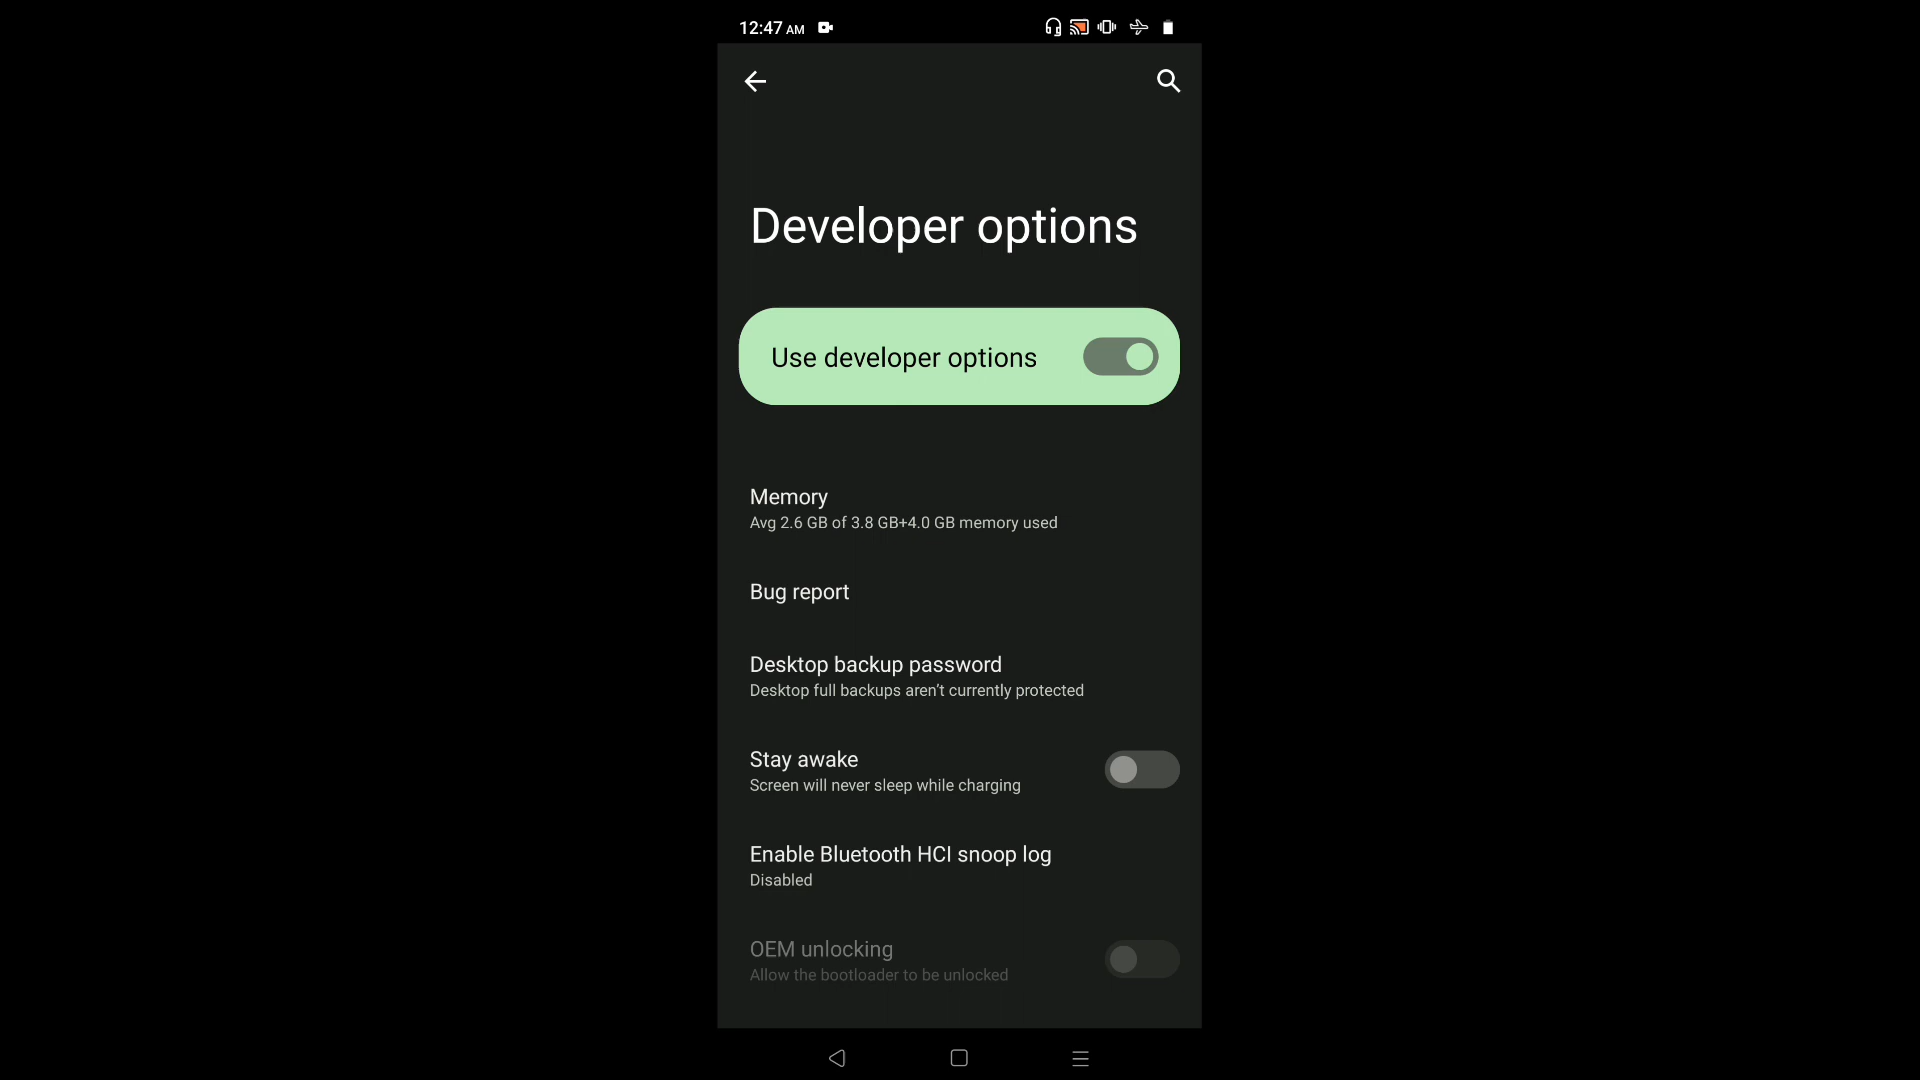 12:47 AM
Developer options
Use developer options
Memory
Avg 2.6 GB of 3.8 GB+4.0 GB memory used
Bug report
Desktop backup password
Desktop full backups aren’t currently protected
Stay awake
Screen will never sleep while charging
Enable Bluetooth HCI snoop log
Disabled
OEM unlocking
Allow the bootloader to be unlocked